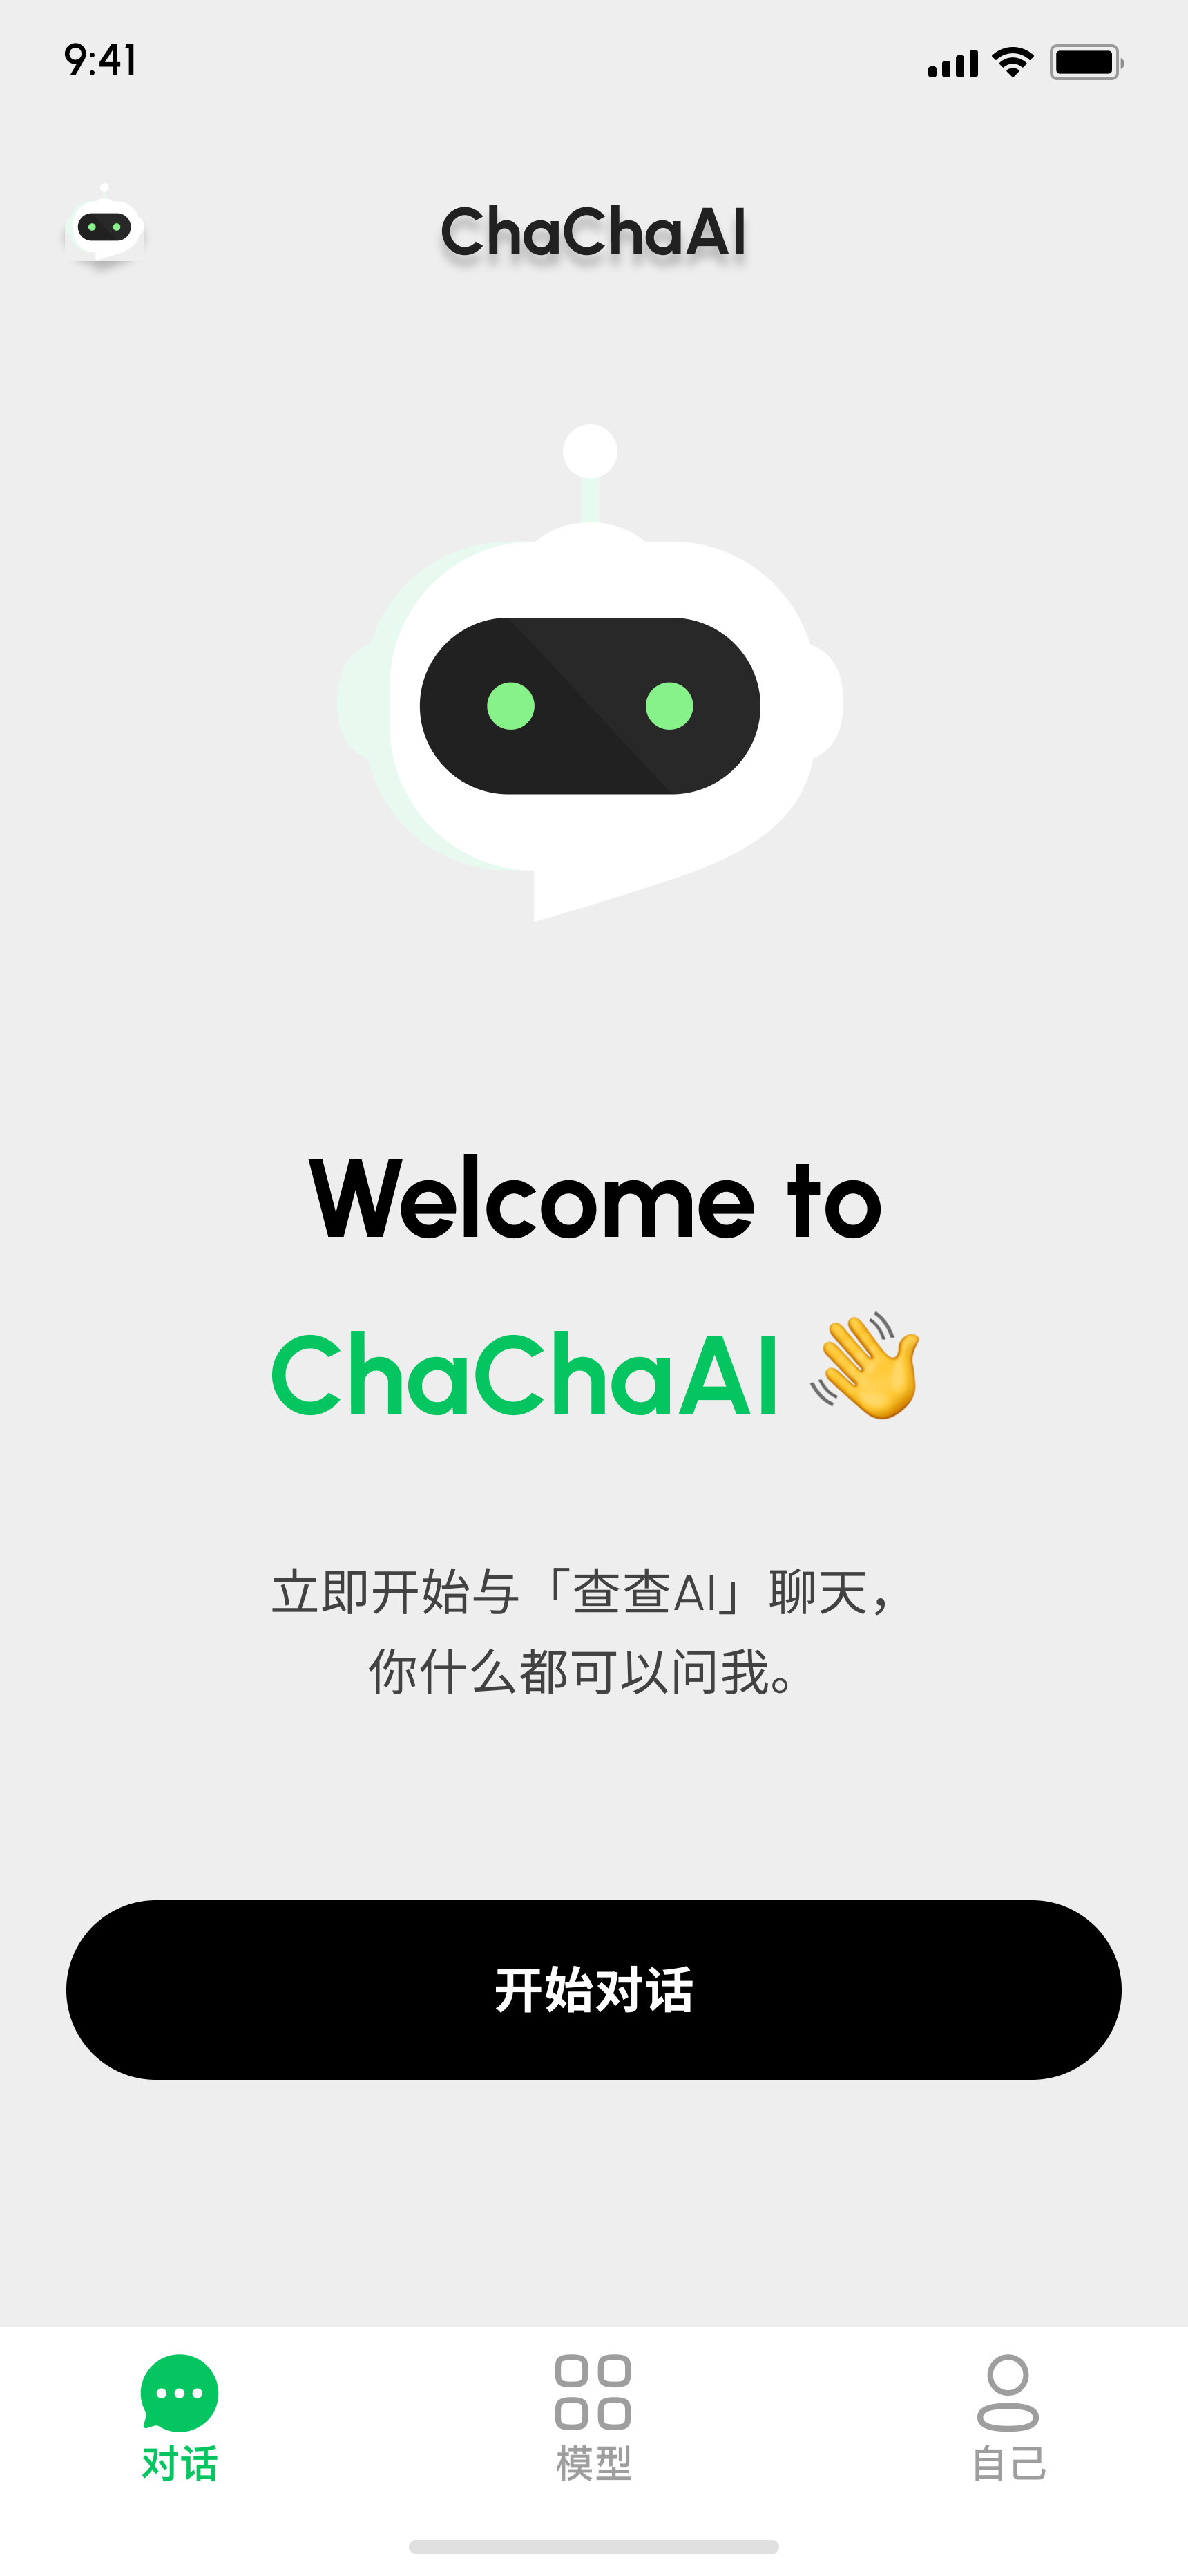 9:41
ChaChaAI
Welcome to
ChaChaAI 👋
立即开始与「查查AI」聊天，
你什么都可以问我。
开始对话
对话
模型
自己